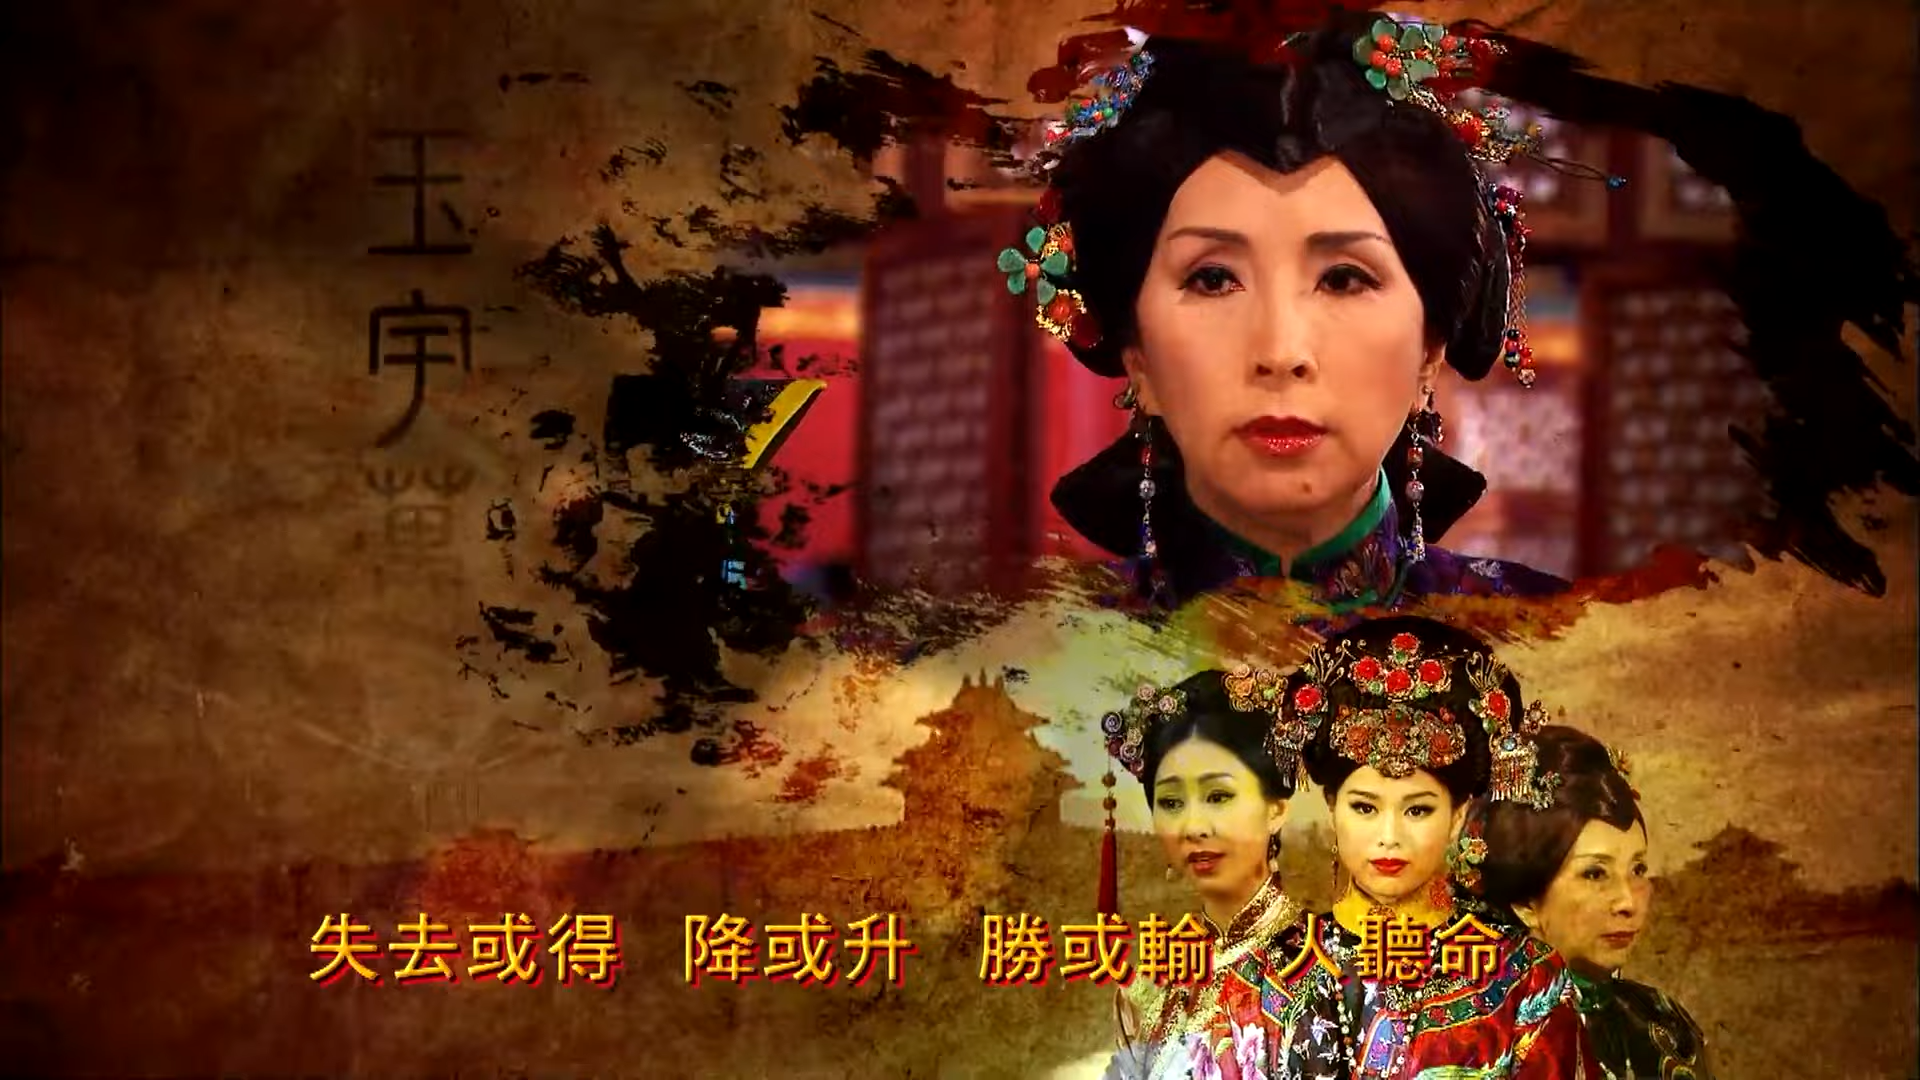 玉宇
失去或得 降或升 勝或輸 人聽命